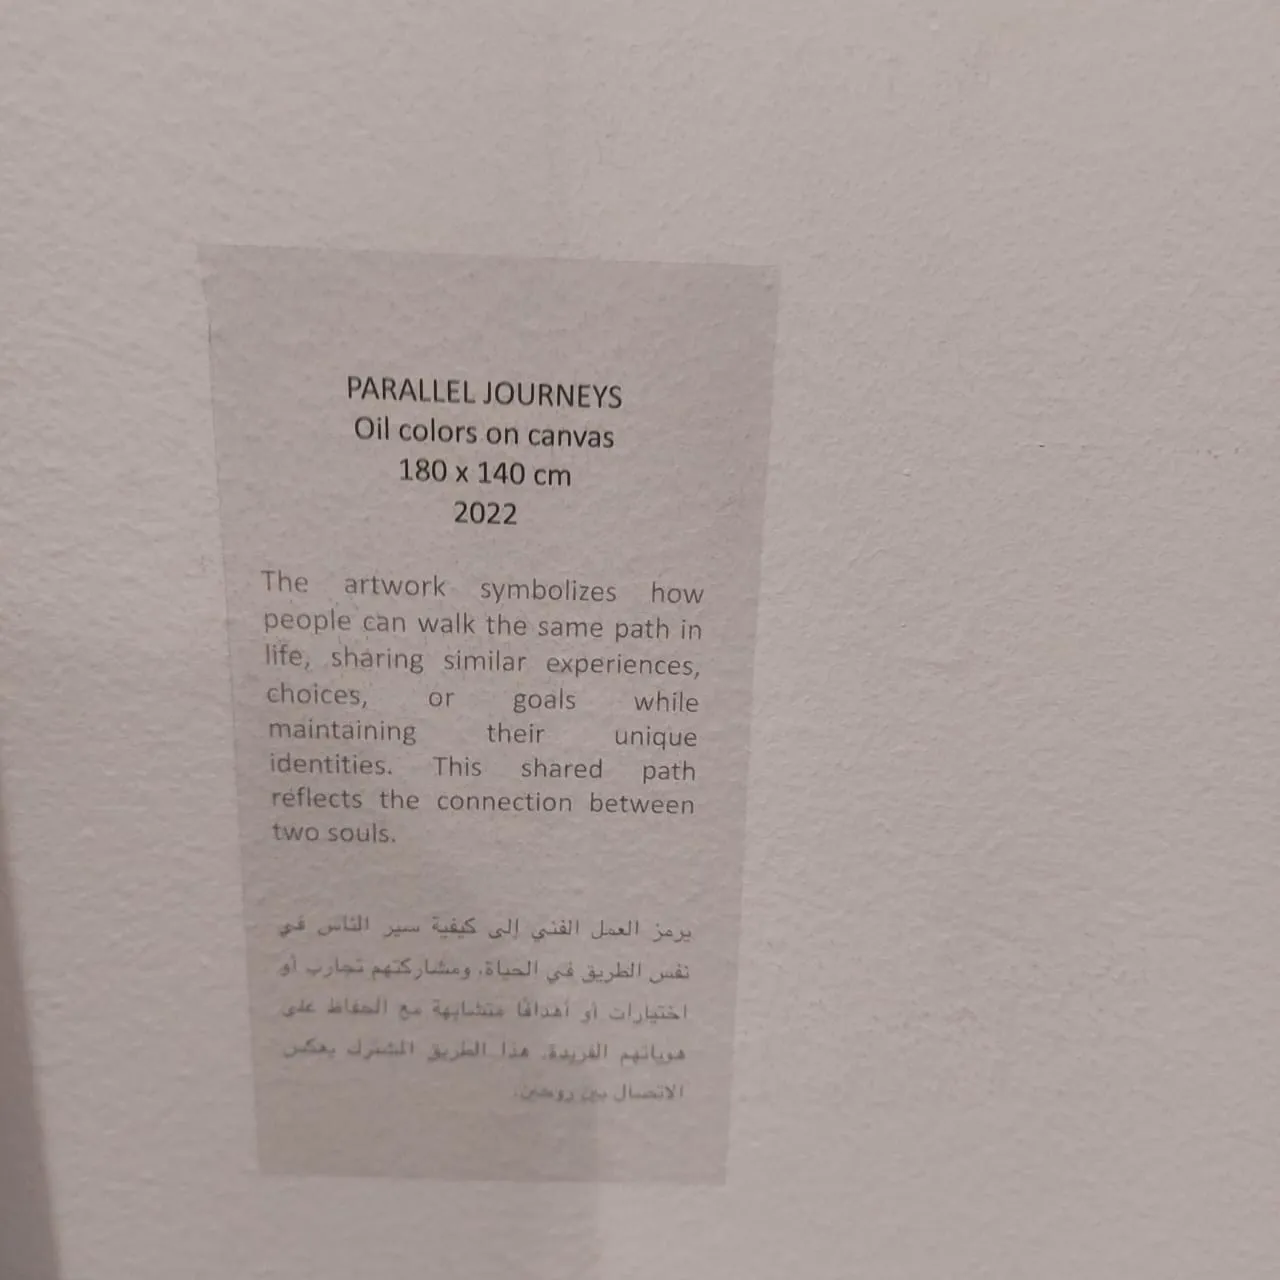 PARALLEL JOURNEYS
Oil colors on canvas
180 x 140 cm
2022
The artwork symbolizes how
people can walk the same path in
life, sharing similar experiences,
choices, or goals while
maintaining their unique
identities. This shared path
reflects the connection between
two souls.
يرمز العمل الفني إلى كيفية سير الناس في
نفس الطريق في الحياة، ومشاركتهم تجارب أو
اختيارات أو أهدافًا متشابهة مع الحفاظ على
هوياتهم الفريدة. هذا الطريق المشترك يعكس
الاتصال بين روحين.